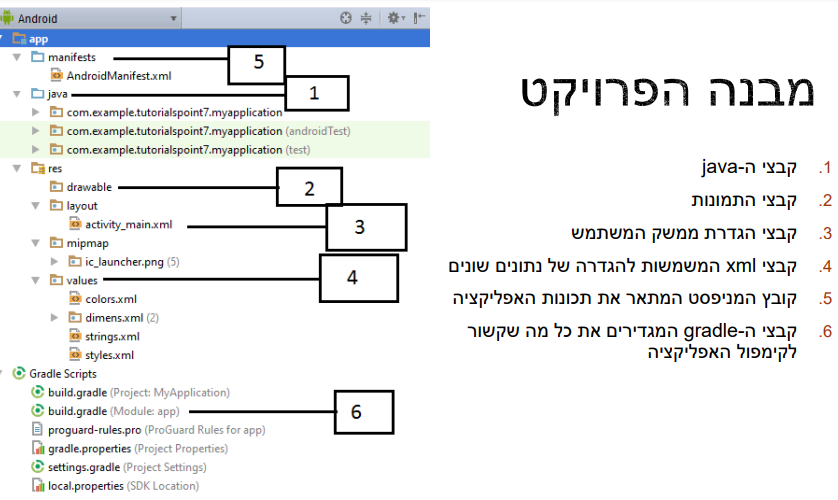 Android
app
manifests
5
AndroidManifest.xml
java
1
com.example.tutorialspoint7.myapplication
com.example.tutorialspoint7.myapplication (androidTest)
com.example.tutorialspoint7.myapplication (test)
res
drawable
2
layout
activity_main.xml
3
mipmap
ic_launcher.png (5)
values
4
colors.xml
dimens.xml (2)
strings.xml
styles.xml
Gradle Scripts
build.gradle (Project: MyApplication)
build.gradle (Module: app)
6
proguard-rules.pro (ProGuard Rules for app)
gradle.properties (Project Properties)
settings.gradle (Project Settings)
local.properties (SDK Location)
מבנה הפרויקט
1. קבצי ה-java
2. קבצי התמונות
3. קבצי הגדרת ממשק המשתמש
4. קבצי xml המשמשות להגדרה של נתונים שונים
5. קובץ המניפסט המתאר את תכונות האפליקציה
6. קבצי ה-gradle המגדירים את כל מה שקשור
לקימפול האפליקציה